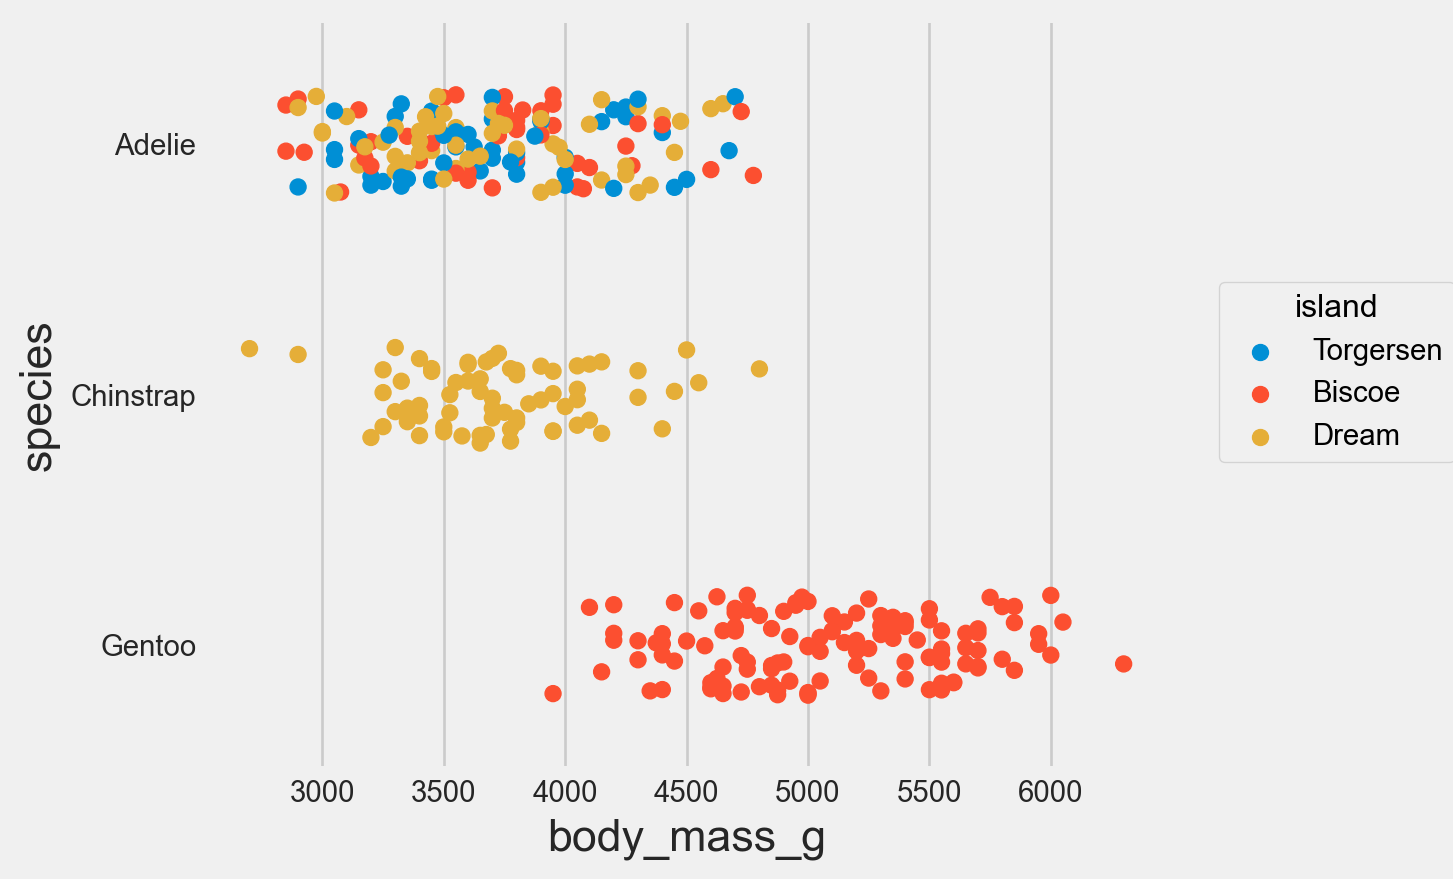 species
Adelie
Chinstrap
Gentoo
3000 3500 4000 4500 5000 5500 6000
body_mass_g
island
Torgersen
Biscoe
Dream